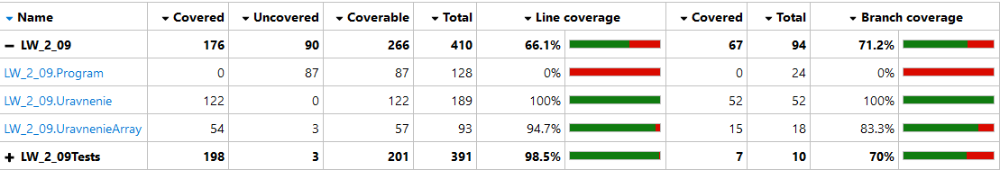 Name Covered Uncovered Coverable Total Line coverage Covered Total Branch coverage
LW_2_09 176 90 266 410 66.1% 67 94 71.2%
LW_2_09.Program 0 87 87 128 0% 0 24 0%
LW_2_09.Uravnenie 122 0 122 189 100% 52 52 100%
LW_2_09.UravnenieArray 54 3 57 93 94.7% 15 18 83.3%
LW_2_09Tests 198 3 201 391 98.5% 7 10 70%